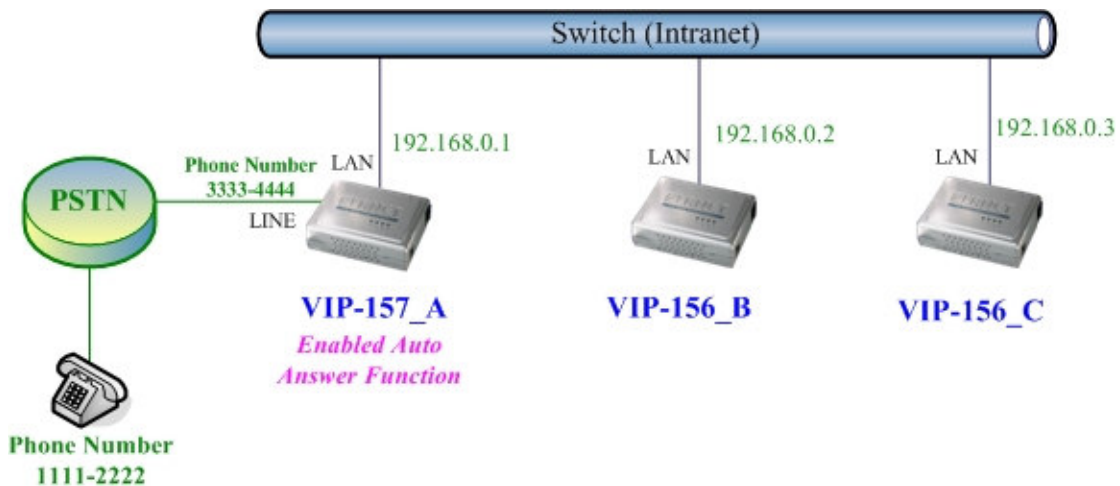 Switch (Intranet)
192.168.0.1
192.168.0.2
192.168.0.3
Phone Number
3333-4444
LAN
LAN
LAN
PSTN
LINE
VIP-157_A
VIP-156_B
VIP-156_C
Enabled Auto
Answer Function
Phone Number
1111-2222